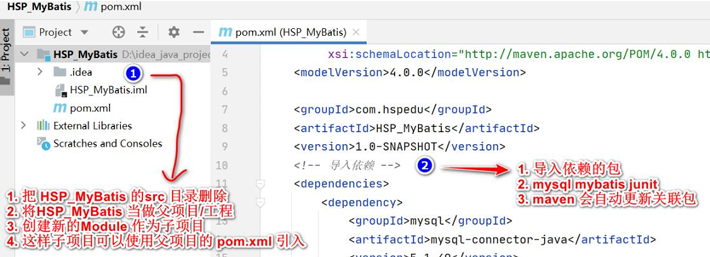 HSP_MyBatis
pom.xml
Project
pom.xml (HSP_MyBatis)
1: Project
HSP_MyBatis D:\idea_java_projec
.idea
HSP_MyBatis.iml
pom.xml
External Libraries
Scratches and Consoles
1
1. 把 HSP_MyBatis 的src 目录删除
2. 将HSP_MyBatis 当做父项目/工程
3. 创建新的Module 作为子项目
4. 这样子项目可以使用父项目的 pom.xml 引入
4 xsi:schemaLocation="http://maven.apache.org/POM/4.0.0 ht
5 <modelVersion>4.0.0</modelVersion>
6
7 <groupId>com.hspedu</groupId>
8 <artifactId>HSP_MyBatis</artifactId>
9 <version>1.0-SNAPSHOT</version>
10 <!-- 导入依赖 -->
11 <dependencies>
12 <dependency>
13 <groupId>mysql</groupId>
14 <artifactId>mysql-connector-java</artifactId>
2
1. 导入依赖的包
2. mysql mybatis junit
3. maven 会自动更新关联包